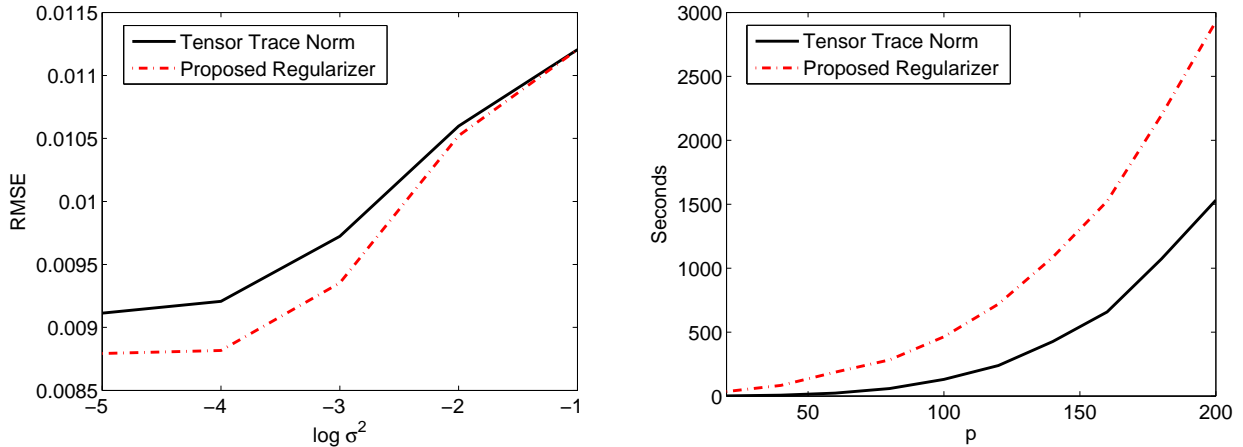 0.0115
0.011
0.0105
0.01
0.0095
0.009
0.0085
RMSE
Tensor Trace Norm
Proposed Regularizer
−5 −4 −3 −2 −1
log σ²
3000
2500
2000
1500
1000
500
0
Seconds
Tensor Trace Norm
Proposed Regularizer
50 100 150 200
p